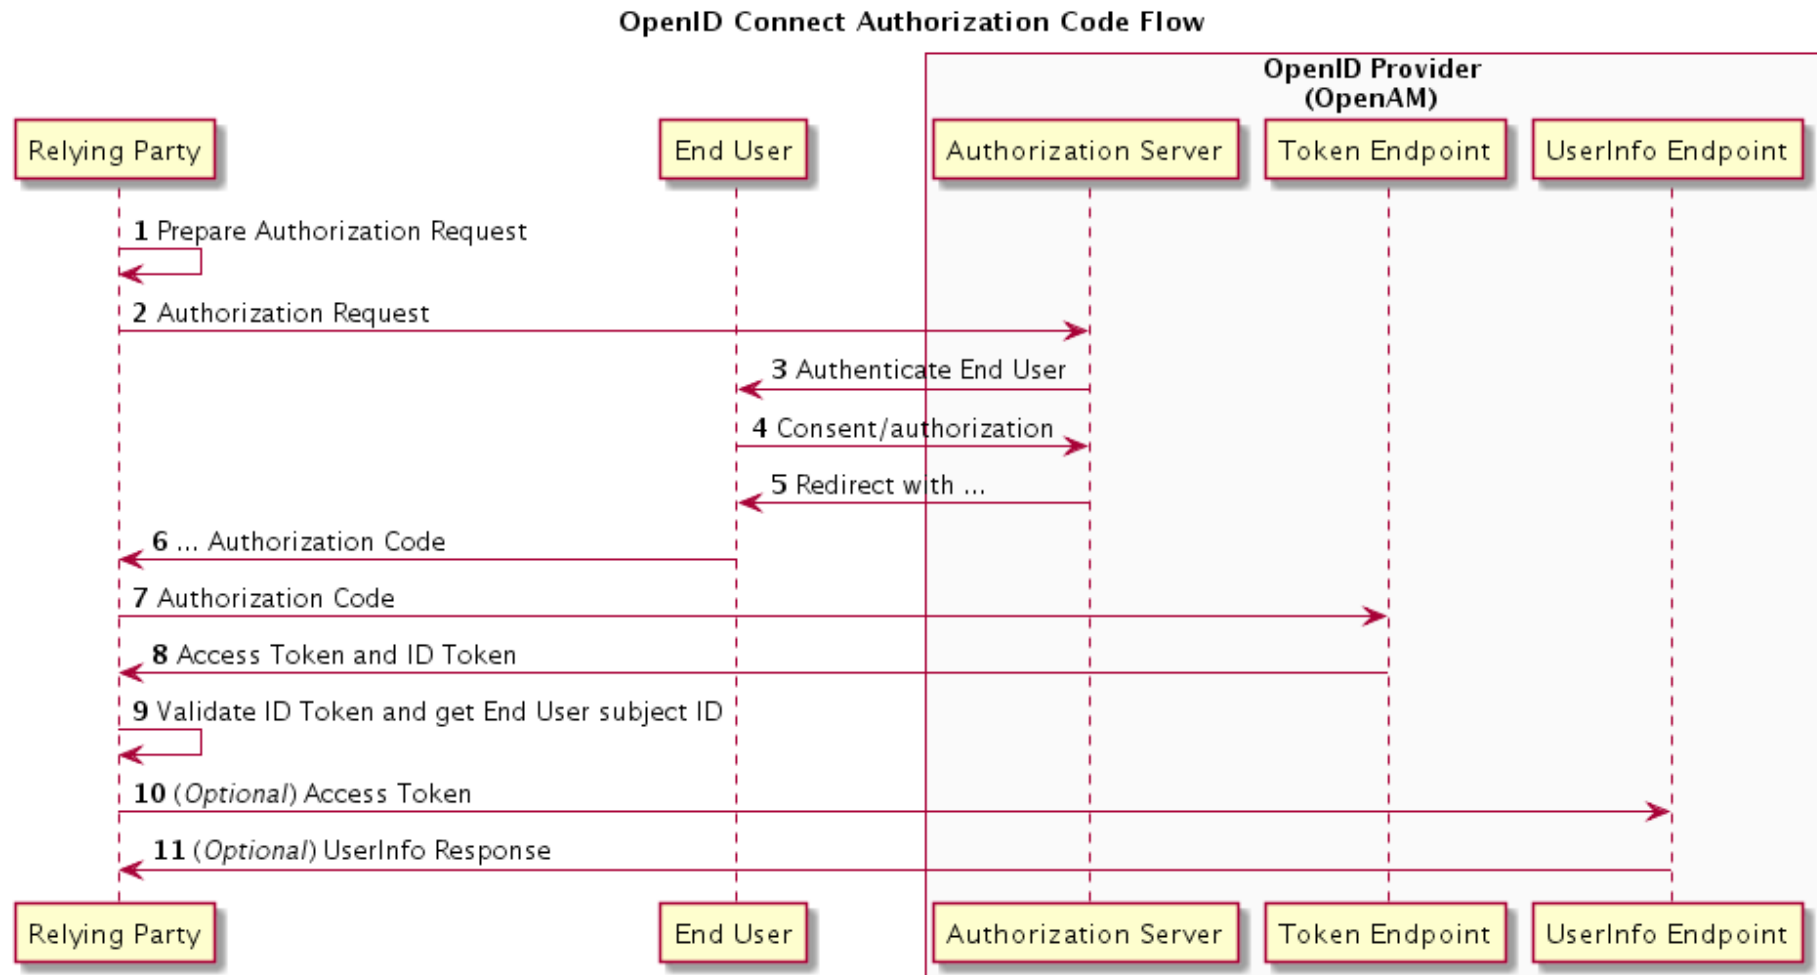 OpenID Connect Authorization Code Flow
OpenID Provider
(OpenAM)
Relying Party
End User
Authorization Server
Token Endpoint
UserInfo Endpoint
1 Prepare Authorization Request
2 Authorization Request
3 Authenticate End User
4 Consent/authorization
5 Redirect with ...
6 ... Authorization Code
7 Authorization Code
8 Access Token and ID Token
9 Validate ID Token and get End User subject ID
10 (Optional) Access Token
11 (Optional) UserInfo Response
Relying Party
End User
Authorization Server
Token Endpoint
UserInfo Endpoint